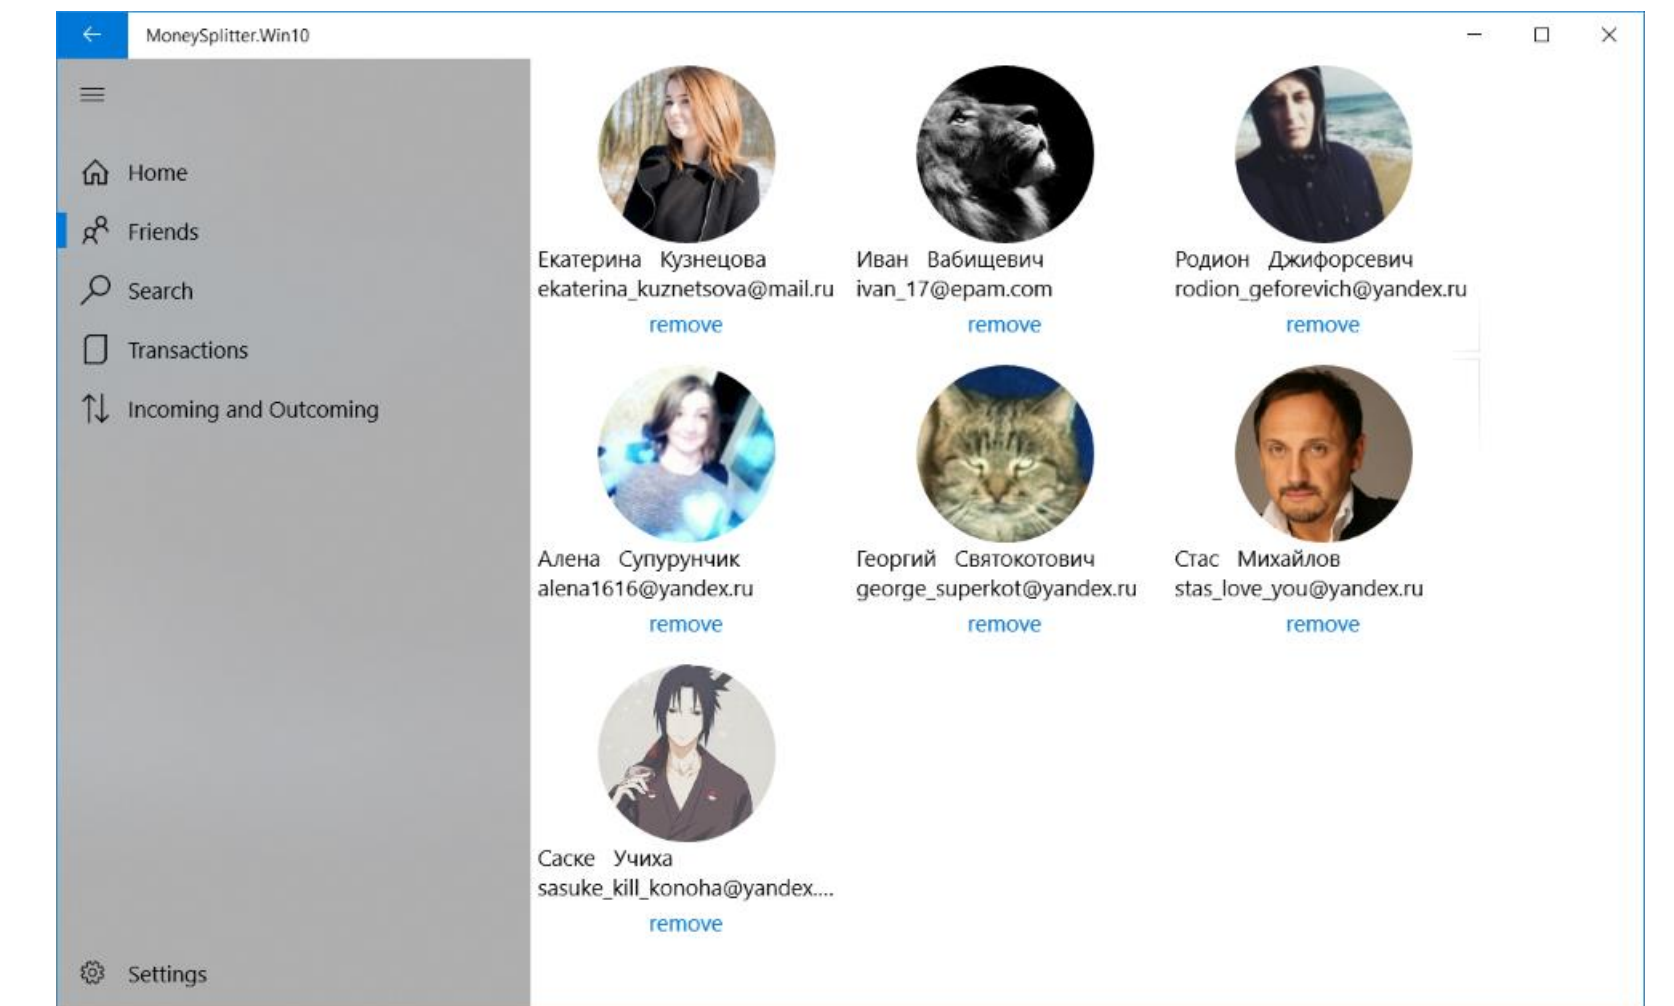 MoneySplitter.Win10
Home
Friends
Search
Transactions
Incoming and Outcoming
Settings
Екатерина Кузнецова
ekaterina_kuznetsova@mail.ru
remove
Иван Вабищевич
ivan_17@epam.com
remove
Родион Джифорсевич
rodion_geforevich@yandex.ru
remove
Алена Супурунчик
alena1616@yandex.ru
remove
Георгий Святокотович
george_superkot@yandex.ru
remove
Стас Михайлов
stas_love_you@yandex.ru
remove
Саске Учиха
sasuke_kill_konoha@yandex....
remove